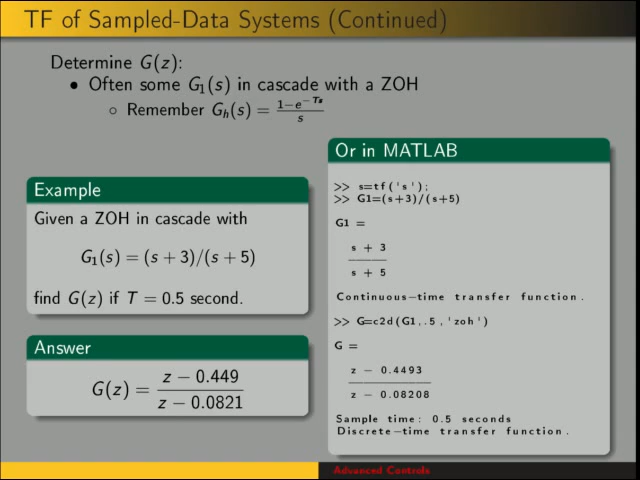 TF of Sampled-Data Systems (Continued)
Determine G(z):
• Often some G₁(s) in cascade with a ZOH
◦ Remember Gₕ(s) = (1−e^{−Ts})/s
Example
Given a ZOH in cascade with
G₁(s) = (s + 3)/(s + 5)
find G(z) if T = 0.5 second.
Answer
G(z) = (z − 0.449)/(z − 0.0821)
Or in MATLAB
>> s=tf('s');
>> G1=(s+3)/(s+5)
G1 =
s + 3
s + 5
Continuous−time transfer function.
>> G=c2d(G1,.5,'zoh')
G =
z − 0.4493
z − 0.08208
Sample time: 0.5 seconds
Discrete−time transfer function.
Advanced Controls